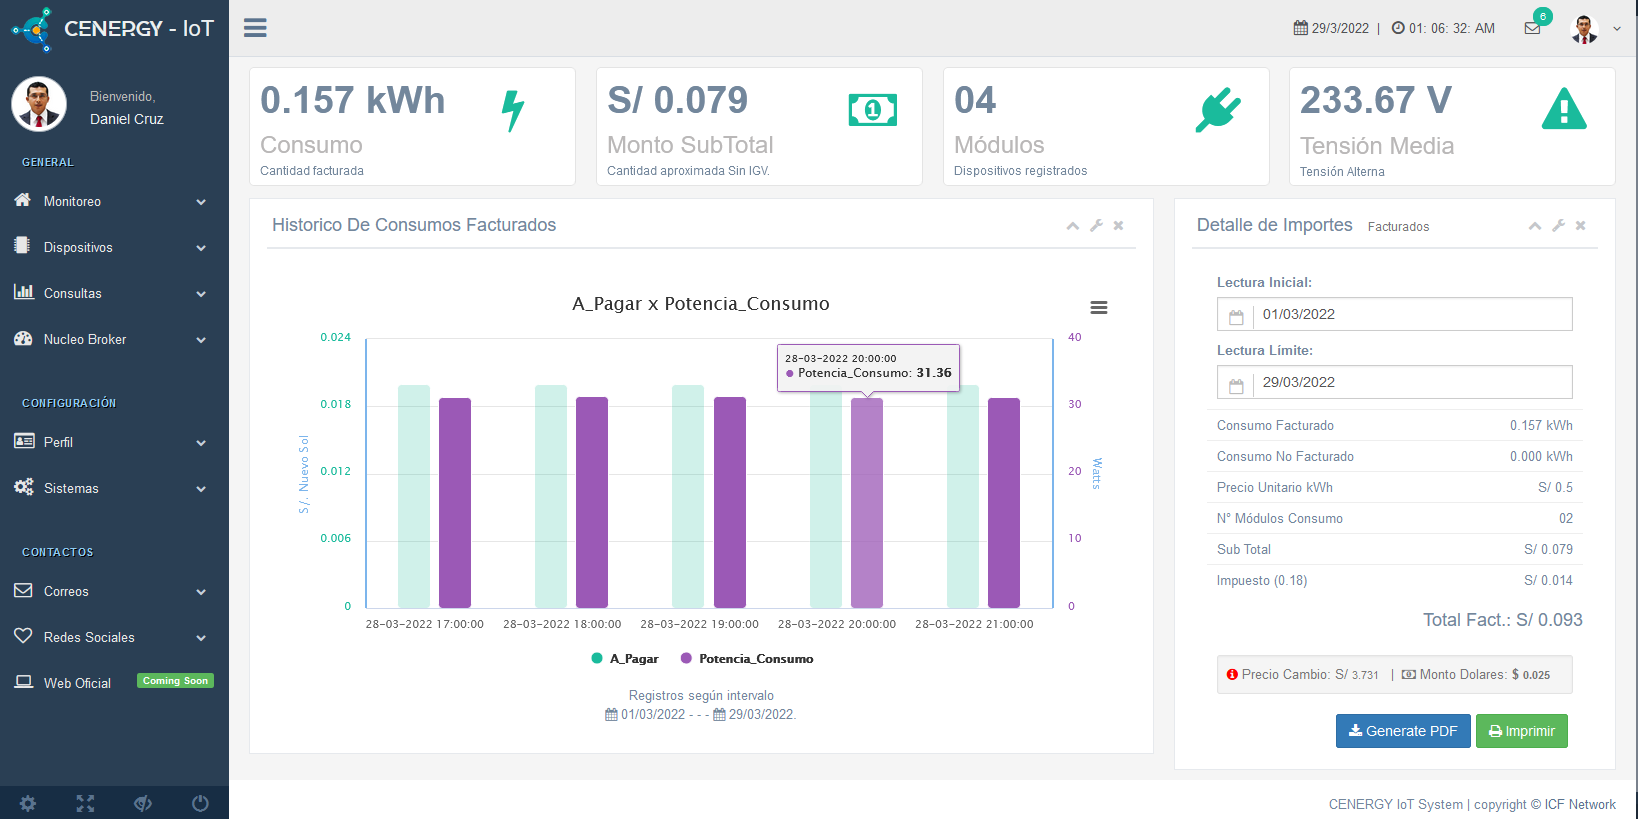 CENERGY - IoT
29/3/2022 | 01: 06: 32: AM
6
Bienvenido,
Daniel Cruz
GENERAL
Monitoreo
Dispositivos
Consultas
Nucleo Broker
CONFIGURACIÓN
Perfil
Sistemas
CONTACTOS
Correos
Redes Sociales
Web Oficial
Coming Soon
0.157 kWh
Consumo
Cantidad facturada
S/ 0.079
Monto SubTotal
Cantidad aproximada Sin IGV.
04
Módulos
Dispositivos registrados
233.67 V
Tensión Media
Tensión Alterna
Historico De Consumos Facturados
A_Pagar x Potencia_Consumo
0.024
0.018
0.012
0.006
0
S/. Nuevo Sol
40
30
20
10
0
Watts
28-03-2022 20:00:00
Potencia_Consumo: 31.36
28-03-2022 17:00:00
28-03-2022 18:00:00
28-03-2022 19:00:00
28-03-2022 20:00:00
28-03-2022 21:00:00
A_Pagar
Potencia_Consumo
Registros según intervalo
01/03/2022 - - - 29/03/2022.
Detalle de Importes Facturados
Lectura Inicial:
01/03/2022
Lectura Límite:
29/03/2022
Consumo Facturado 0.157 kWh
Consumo No Facturado 0.000 kWh
Precio Unitario kWh S/ 0.5
N° Módulos Consumo 02
Sub Total S/ 0.079
Impuesto (0.18) S/ 0.014
Total Fact.: S/ 0.093
Precio Cambio: S/ 3.731 | Monto Dolares: $ 0.025
Generate PDF
Imprimir
CENERGY IoT System | copyright © ICF Network